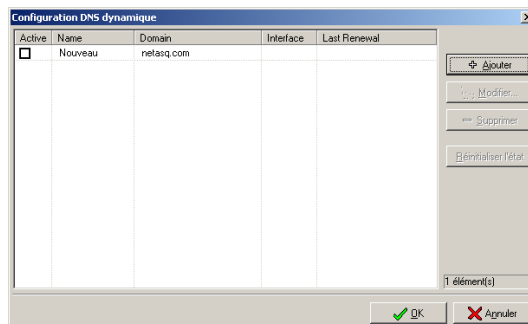 Configuration DNS dynamique
Active Name Domain Interface Last Renewal
Nouveau netasq.com
Ajouter
Modifier...
Supprimer
Réinitialiser l'état
1 élément(s)
OK Annuler